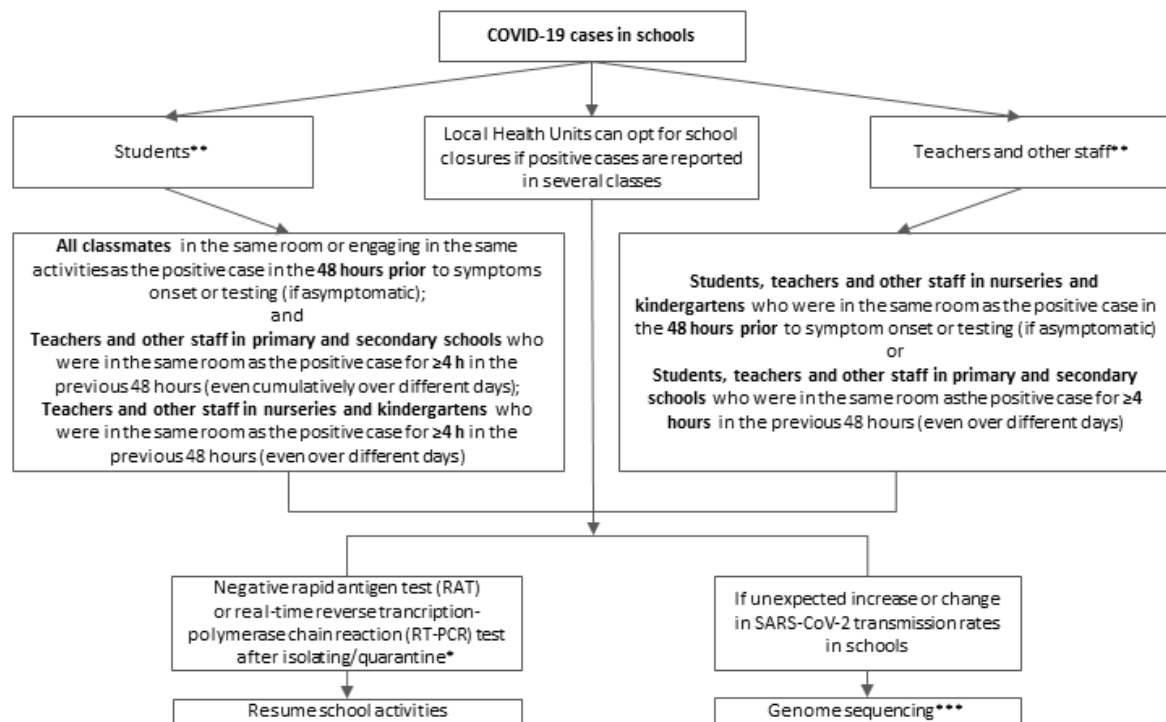 COVID-19 cases in schools
Students**
Local Health Units can opt for school
closures if positive cases are reported
in several classes
Teachers and other staff**
All classmates in the same room or engaging in the same
activities as the positive case in the 48 hours prior to symptoms
onset or testing (if asymptomatic);
and
Teachers and other staff in primary and secondary schools who
were in the same room as the positive case for ≥4 h in the
previous 48 hours (even cumulatively over different days);
Teachers and other staff in nurseries and kindergartens who
were in the same room as the positive case for ≥4 h in the
previous 48 hours (even over different days)
Students, teachers and other staff in nurseries and
kindergartens who were in the same room as the positive case in
the 48 hours prior to symptom onset or testing (if asymptomatic)
or
Students, teachers and other staff in primary and secondary
schools who were in the same room as the positive case for ≥4
hours in the previous 48 hours (even over different days)
Negative rapid antigen test (RAT)
or real-time reverse trancription-
polymerase chain reaction (RT-PCR) test
after isolating/quarantine*
If unexpected increase or change
in SARS-CoV-2 transmission rates
in schools
Resume school activities
Genome sequencing***